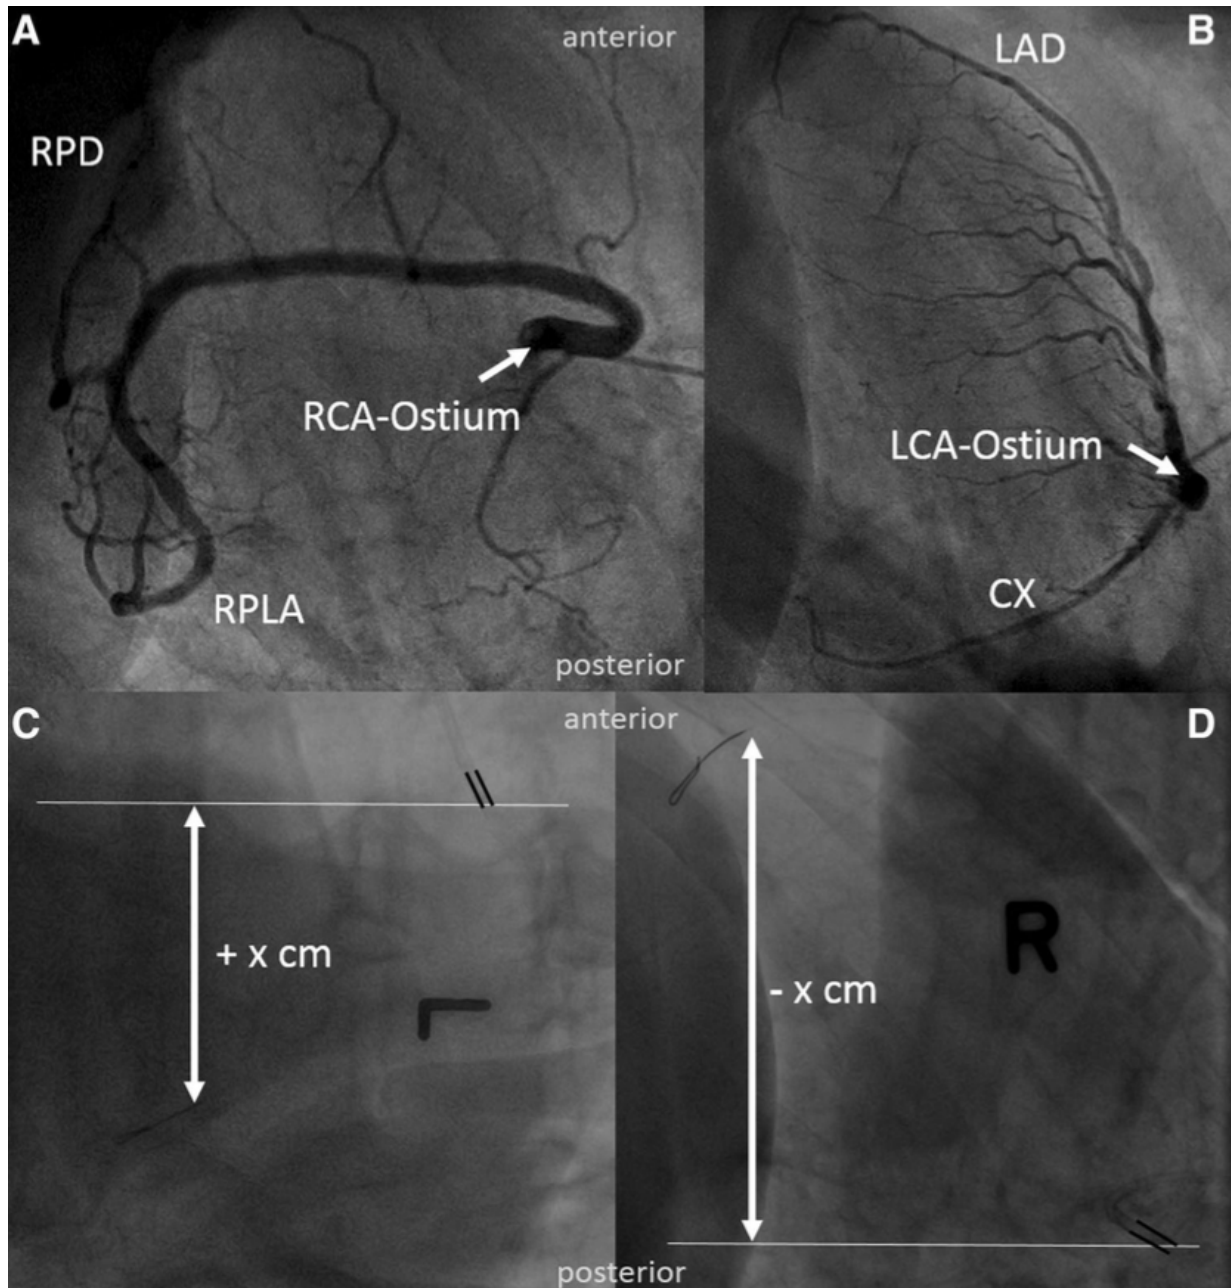 A
anterior
LAD
B
RPD
RCA-Ostium
LCA-Ostium
CX
RPLA
posterior
C
anterior
D
+ x cm
L
R
- x cm
posterior